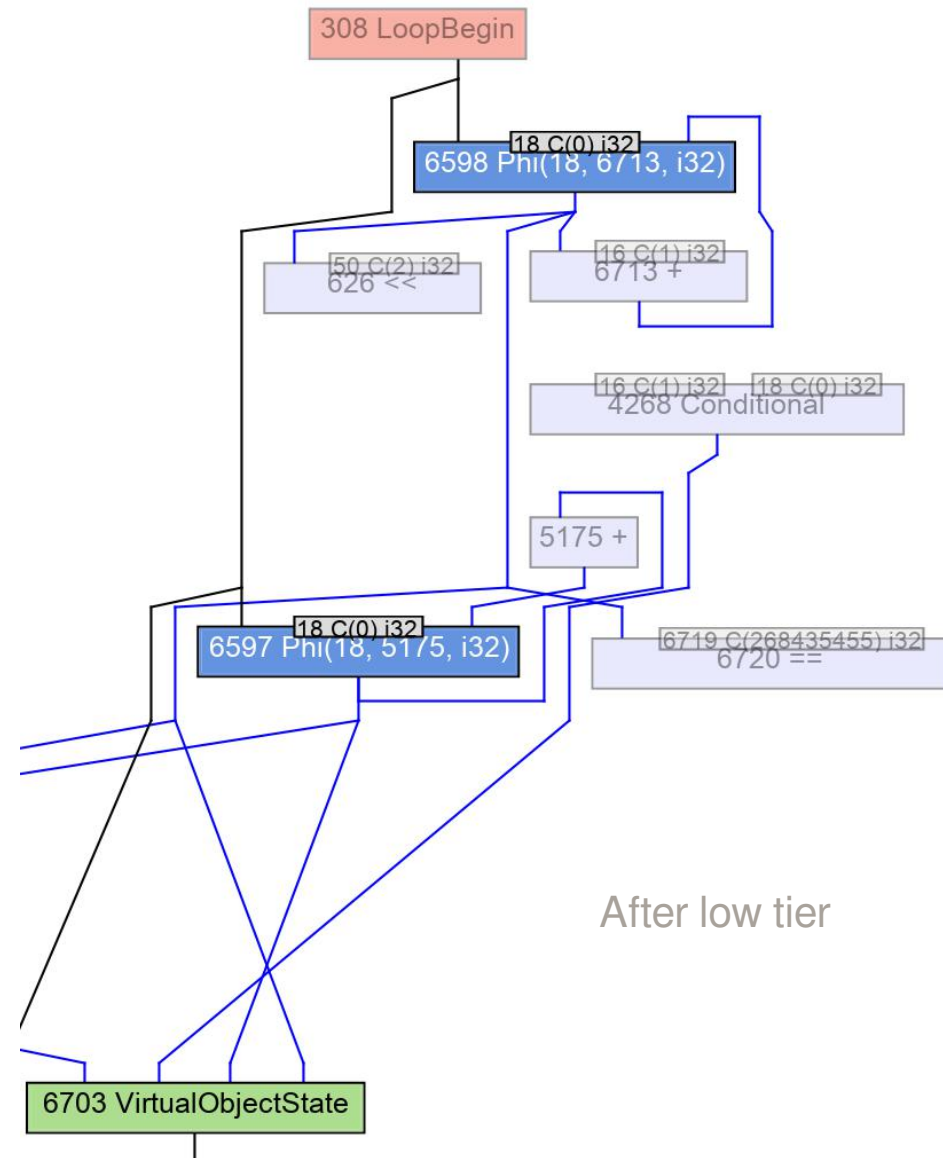 308 LoopBegin
18 C(0) i32
6598 Phi(18, 6713, i32)
50 C(2) i32
626 <<
16 C(1) i32
6713 +
16 C(1) i32
18 C(0) i32
4268 Conditional
5175 +
18 C(0) i32
6597 Phi(18, 5175, i32)
6719 C(268435455) i32
6720 ==
After low tier
6703 VirtualObjectState